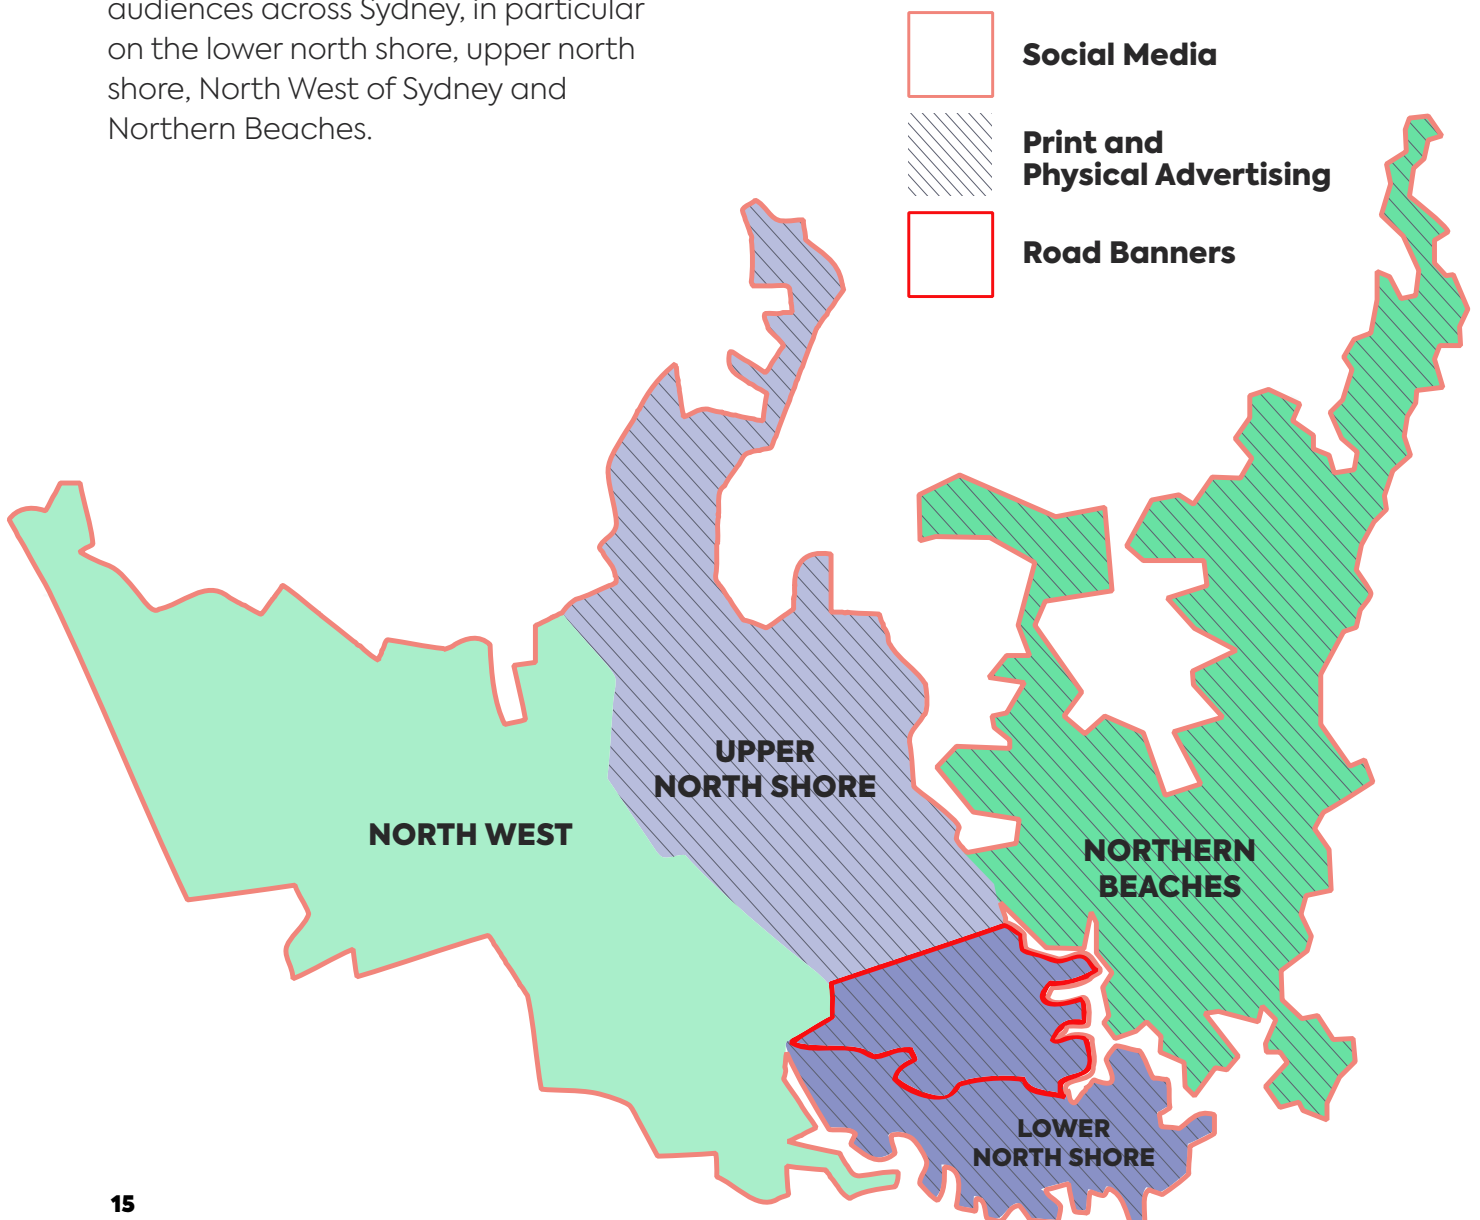 audiences across Sydney, in particular
on the lower north shore, upper north
shore, North West of Sydney and
Northern Beaches.
Social Media
Print and
Physical Advertising
Road Banners
UPPER
NORTH SHORE
NORTH WEST
NORTHERN
BEACHES
LOWER
NORTH SHORE
15